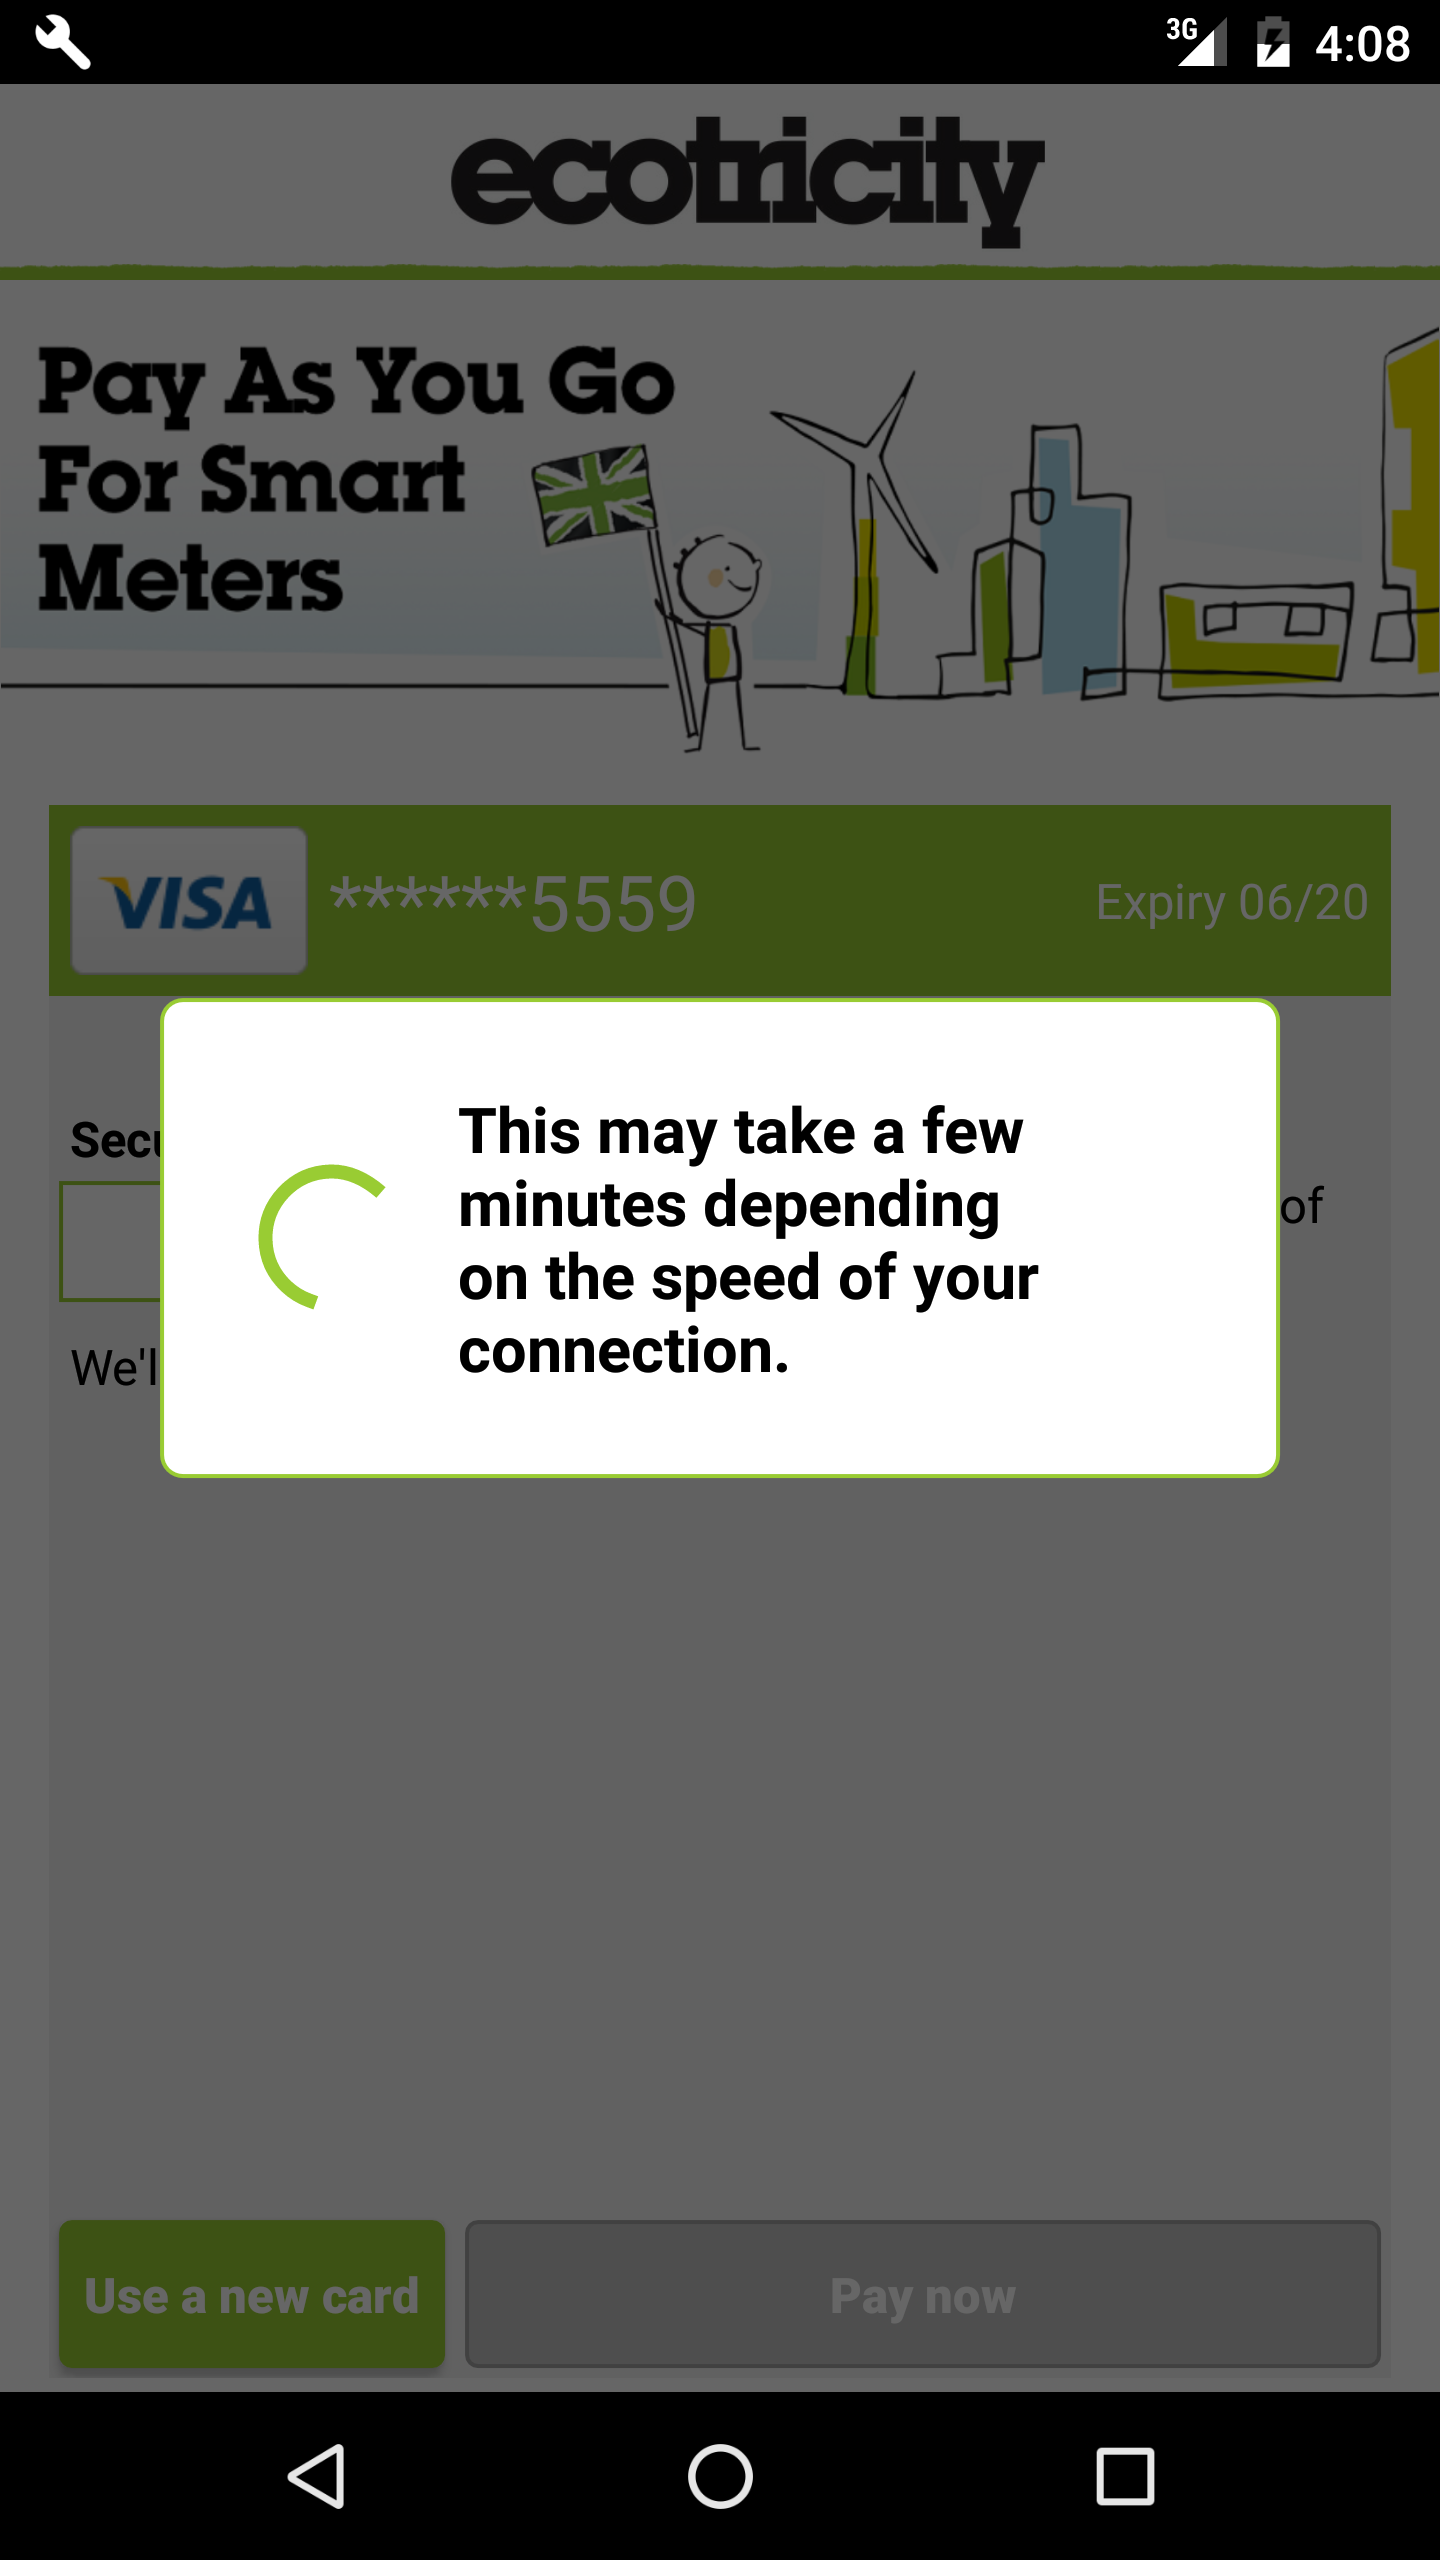 3G 4:08
ecotricity
Pay As You Go
For Smart
Meters
VISA ******5559 Expiry 06/20
This may take a few
minutes depending
on the speed of your
connection.
of
We'l
Use a new card Pay now